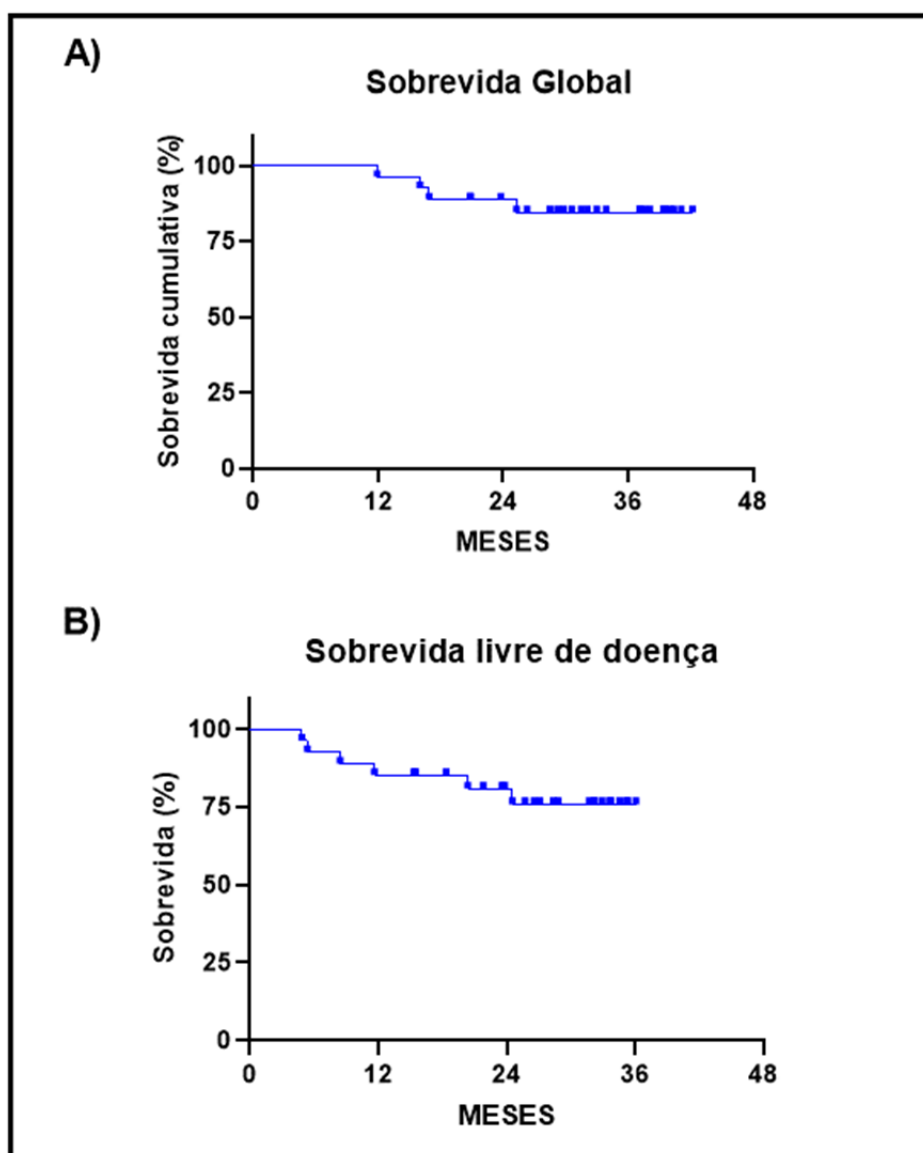 A)
Sobrevida Global
Sobrevida cumulativa (%)
100
75
50
25
0
0 12 24 36 48
MESES
B)
Sobrevida livre de doença
Sobrevida (%)
100
75
50
25
0
0 12 24 36 48
MESES